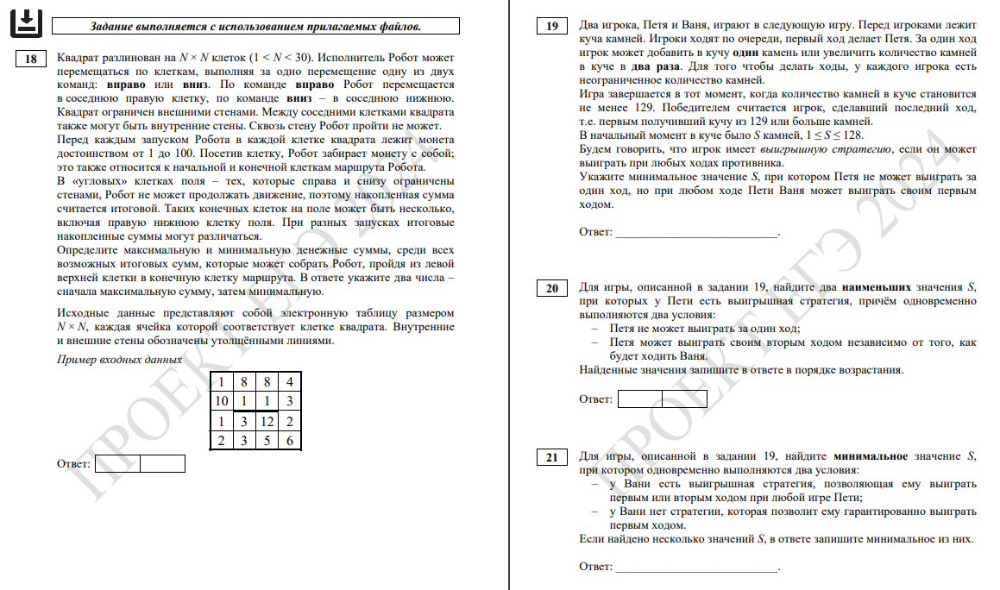 Задание выполняется с использованием прилагаемых файлов.
18
Квадрат разлинован на N × N клеток (1 < N < 30). Исполнитель Робот может
перемещаться по клеткам, выполняя за одно перемещение одну из двух
команд: вправо или вниз. По команде вправо Робот перемещается
в соседнюю правую клетку, по команде вниз – в соседнюю нижнюю.
Квадрат ограничен внешними стенами. Между соседними клетками квадрата
также могут быть внутренние стены. Сквозь стену Робот пройти не может.
Перед каждым запуском Робота в каждой клетке квадрата лежит монета
достоинством от 1 до 100. Посетив клетку, Робот забирает монету с собой;
это также относится к начальной и конечной клеткам маршрута Робота.
В «угловых» клетках поля – тех, которые справа и снизу ограничены
стенами, Робот не может продолжать движение, поэтому накопленная сумма
считается итоговой. Таких конечных клеток на поле может быть несколько,
включая правую нижнюю клетку поля. При разных запусках итоговые
накопленные суммы могут различаться.
Определите максимальную и минимальную денежные суммы, среди всех
возможных итоговых сумм, которые может собрать Робот, пройдя из левой
верхней клетки в конечную клетку маршрута. В ответе укажите два числа –
сначала максимальную сумму, затем минимальную.
Исходные данные представляют собой электронную таблицу размером
N × N, каждая ячейка которой соответствует клетке квадрата. Внутренние
и внешние стены обозначены утолщёнными линиями.
Пример входных данных
1 8 8 4
10 1 1 3
1 3 12 2
2 3 5 6
Ответ:
ПРОЕКТ ЕГЭ 2024
19
Два игрока, Петя и Ваня, играют в следующую игру. Перед игроками лежит
куча камней. Игроки ходят по очереди, первый ход делает Петя. За один ход
игрок может добавить в кучу один камень или увеличить количество камней
в куче в два раза. Для того чтобы делать ходы, у каждого игрока есть
неограниченное количество камней.
Игра завершается в тот момент, когда количество камней в куче становится
не менее 129. Победителем считается игрок, сделавший последний ход,
т.е. первым получивший кучу из 129 или больше камней.
В начальный момент в куче было S камней, 1 ≤ S ≤ 128.
Будем говорить, что игрок имеет выигрышную стратегию, если он может
выиграть при любых ходах противника.
Укажите минимальное значение S, при котором Петя не может выиграть за
один ход, но при любом ходе Пети Ваня может выиграть своим первым
ходом.
Ответ: ___________________________.
20
Для игры, описанной в задании 19, найдите два наименьших значения S,
при которых у Пети есть выигрышная стратегия, причём одновременно
выполняются два условия:
– Петя не может выиграть за один ход;
– Петя может выиграть своим вторым ходом независимо от того, как
будет ходить Ваня.
Найденные значения запишите в ответе в порядке возрастания.
Ответ:
21
Для игры, описанной в задании 19, найдите минимальное значение S,
при котором одновременно выполняются два условия:
– у Вани есть выигрышная стратегия, позволяющая ему выиграть
первым или вторым ходом при любой игре Пети;
– у Вани нет стратегии, которая позволит ему гарантированно выиграть
первым ходом.
Если найдено несколько значений S, в ответе запишите минимальное из них.
Ответ: ___________________________.
ПРОЕКТ ЕГЭ 2024